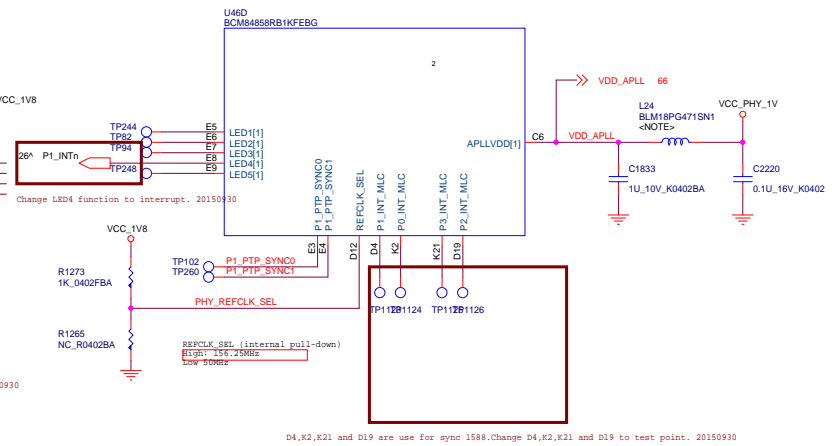 U46D
BCM84858RB1KFEBG
2
VDD_APLL 66
VCC_1V8
L24
BLM18PG471SN1
<NOTE>
VCC_PHY_1V
TP244 E5 LED1[1]
TP82 E6 LED2[1]
TP94 E7 LED3[1]
26^ P1_INTn E8 LED4[1]
TP248 E9 LED5[1]
APLLVDD[1] C6 VDD_APLL
C1833
1U_10V_K0402BA
C2220
0.1U_16V_K0402
Change LED4 function to interrupt. 20150930
P1_PTP_SYNC0
P1_PTP_SYNC1
REFCLK_SEL
P1_INT_MLC
P0_INT_MLC
P3_INT_MLC
P2_INT_MLC
E3
E4
D12
D4
K2
K21
D19
VCC_1V8
TP102 P1_PTP_SYNC0
TP260 P1_PTP_SYNC1
R1273
1K_0402FBA
PHY_REFCLK_SEL
TP1124
TP1126
R1265
NC_R0402BA
REFCLK_SEL (internal pull-down)
High: 156.25MHz
Low 50MHz
0930
D4,K2,K21 and D19 are use for sync 1588.Change D4,K2,K21 and D19 to test point. 20150930